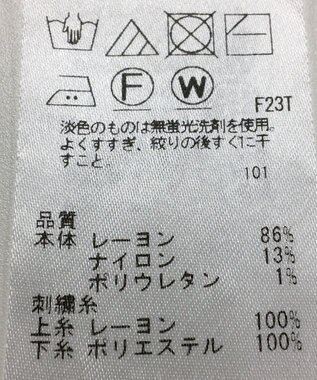 F W
F23T
淡色のものは無蛍光洗剤を使用。
よくすすぎ、絞りの後すぐに干
すこと。
101
品質
本体 レーヨン 86%
ナイロン 13%
ポリウレタン 1%
刺繍糸
上糸 レーヨン 100%
下糸 ポリエステル 100%